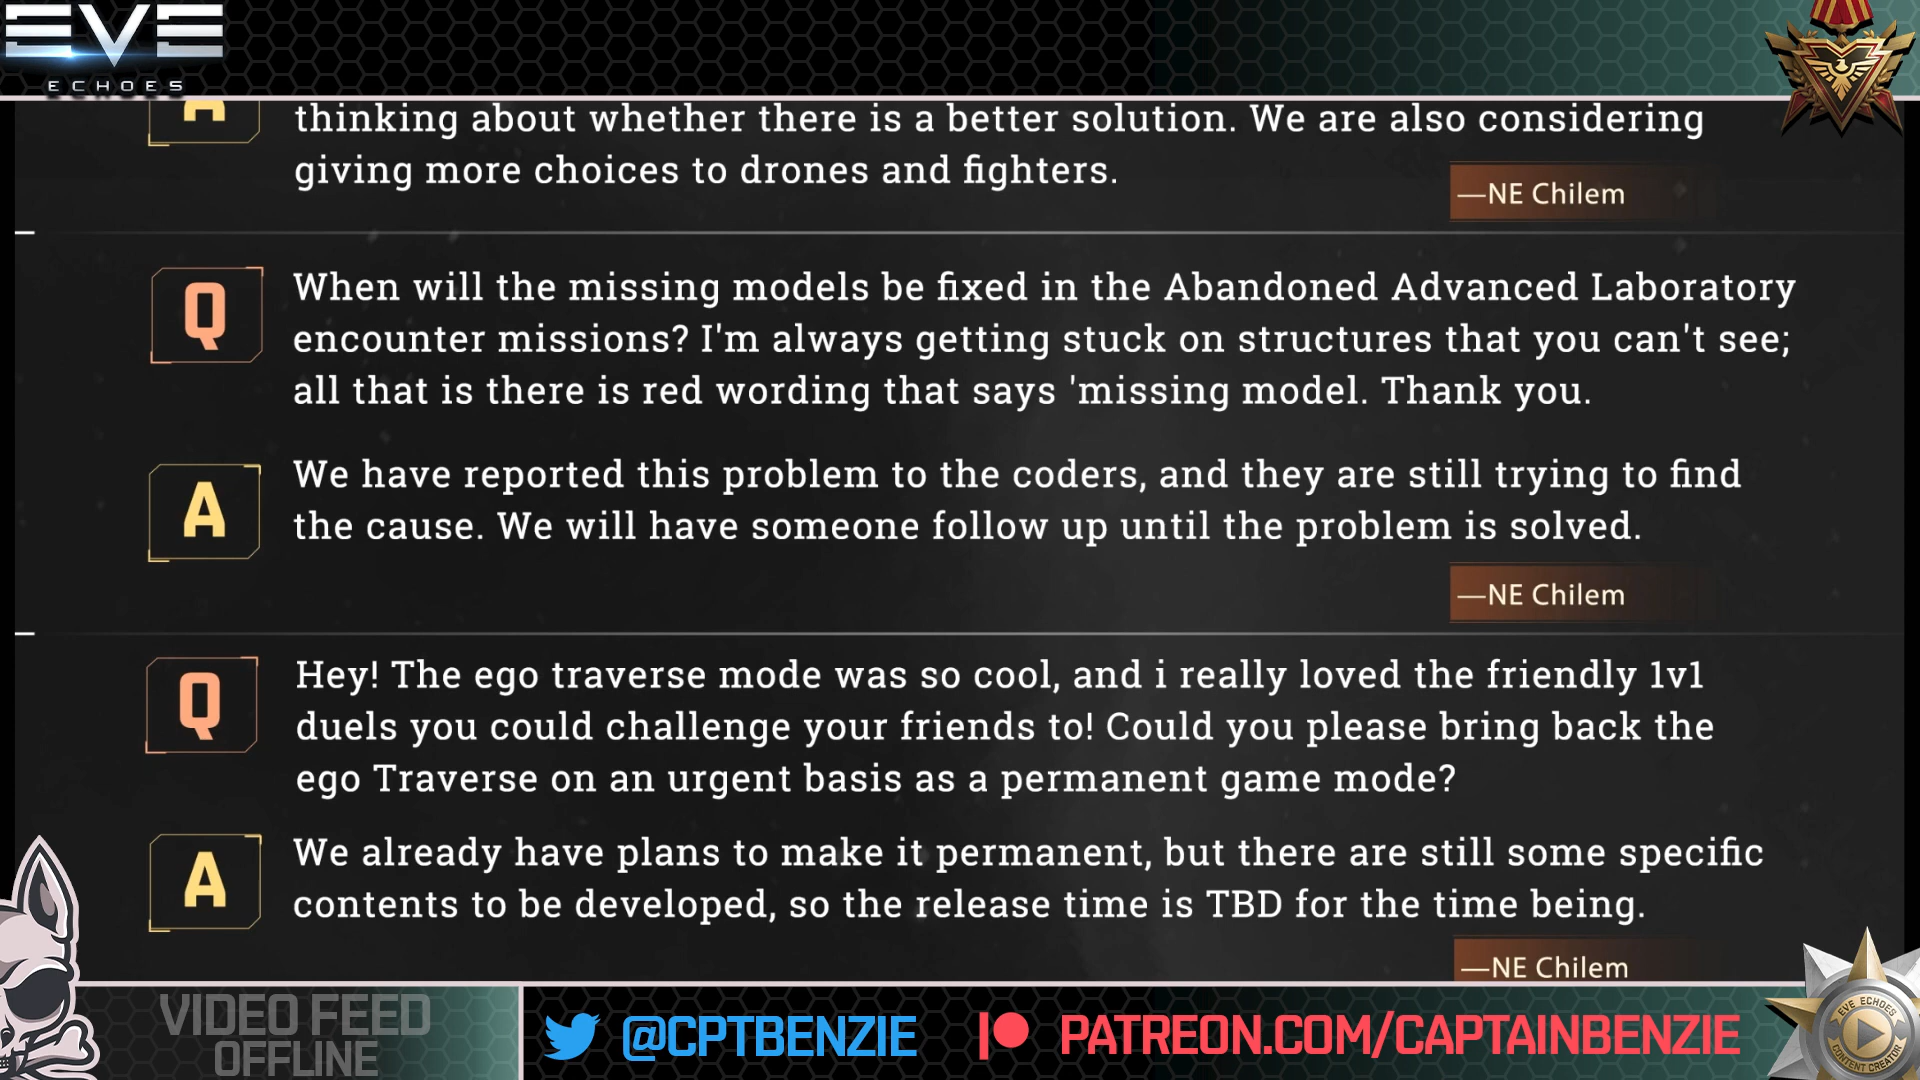 EVE
ECHOES
A
thinking about whether there is a better solution. We are also considering
giving more choices to drones and fighters.
—NE Chilem
Q
When will the missing models be fixed in the Abandoned Advanced Laboratory
encounter missions? I'm always getting stuck on structures that you can't see;
all that is there is red wording that says 'missing model. Thank you.
A
We have reported this problem to the coders, and they are still trying to find
the cause. We will have someone follow up until the problem is solved.
—NE Chilem
Q
Hey! The ego traverse mode was so cool, and i really loved the friendly 1v1
duels you could challenge your friends to! Could you please bring back the
ego Traverse on an urgent basis as a permanent game mode?
A
We already have plans to make it permanent, but there are still some specific
contents to be developed, so the release time is TBD for the time being.
—NE Chilem
VIDEO FEED
OFFLINE
@CPTBENZIE
PATREON.COM/CAPTAINBENZIE
EVE ECHOES
CONTENT CREATOR